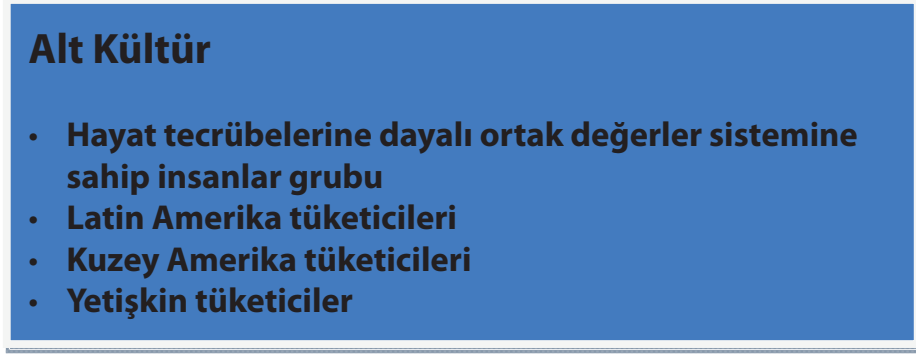 Alt Kültür
• Hayat tecrübelerine dayalı ortak değerler sistemine
sahip insanlar grubu
• Latin Amerika tüketicileri
• Kuzey Amerika tüketicileri
• Yetişkin tüketiciler